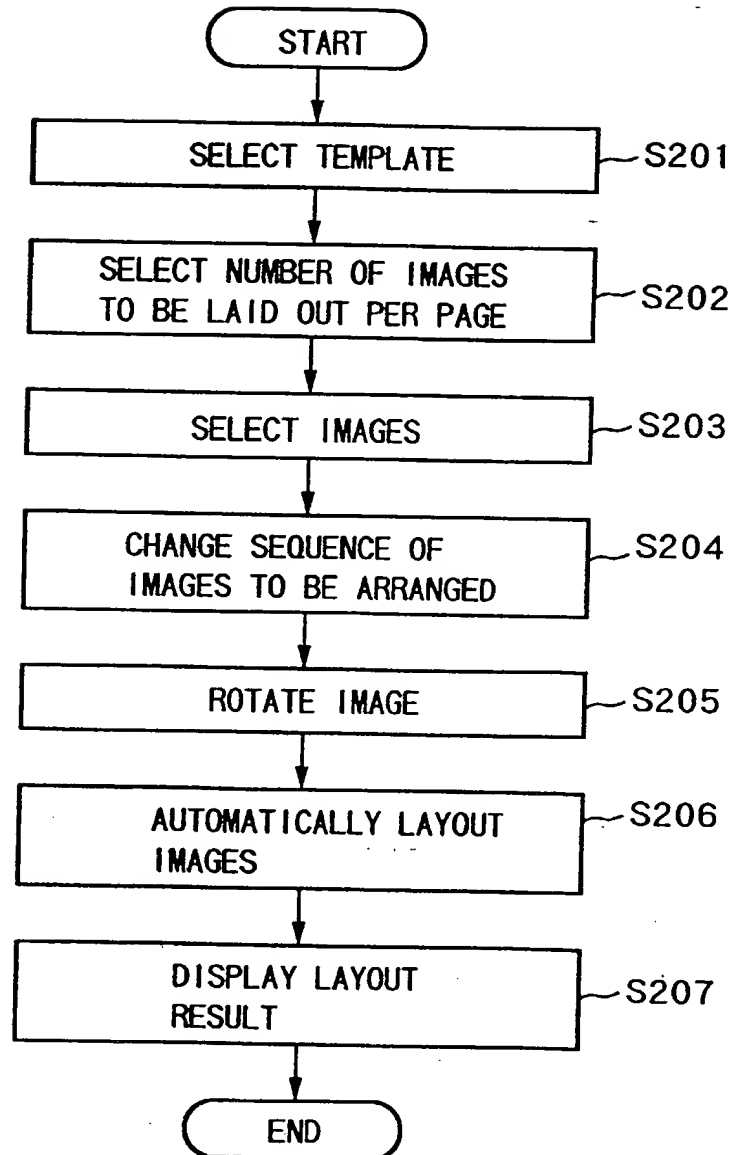 START
SELECT TEMPLATE
S201
SELECT NUMBER OF IMAGES
TO BE LAID OUT PER PAGE
S202
SELECT IMAGES
S203
CHANGE SEQUENCE OF
IMAGES TO BE ARRANGED
S204
ROTATE IMAGE
S205
AUTOMATICALLY LAYOUT
IMAGES
S206
DISPLAY LAYOUT
RESULT
S207
END